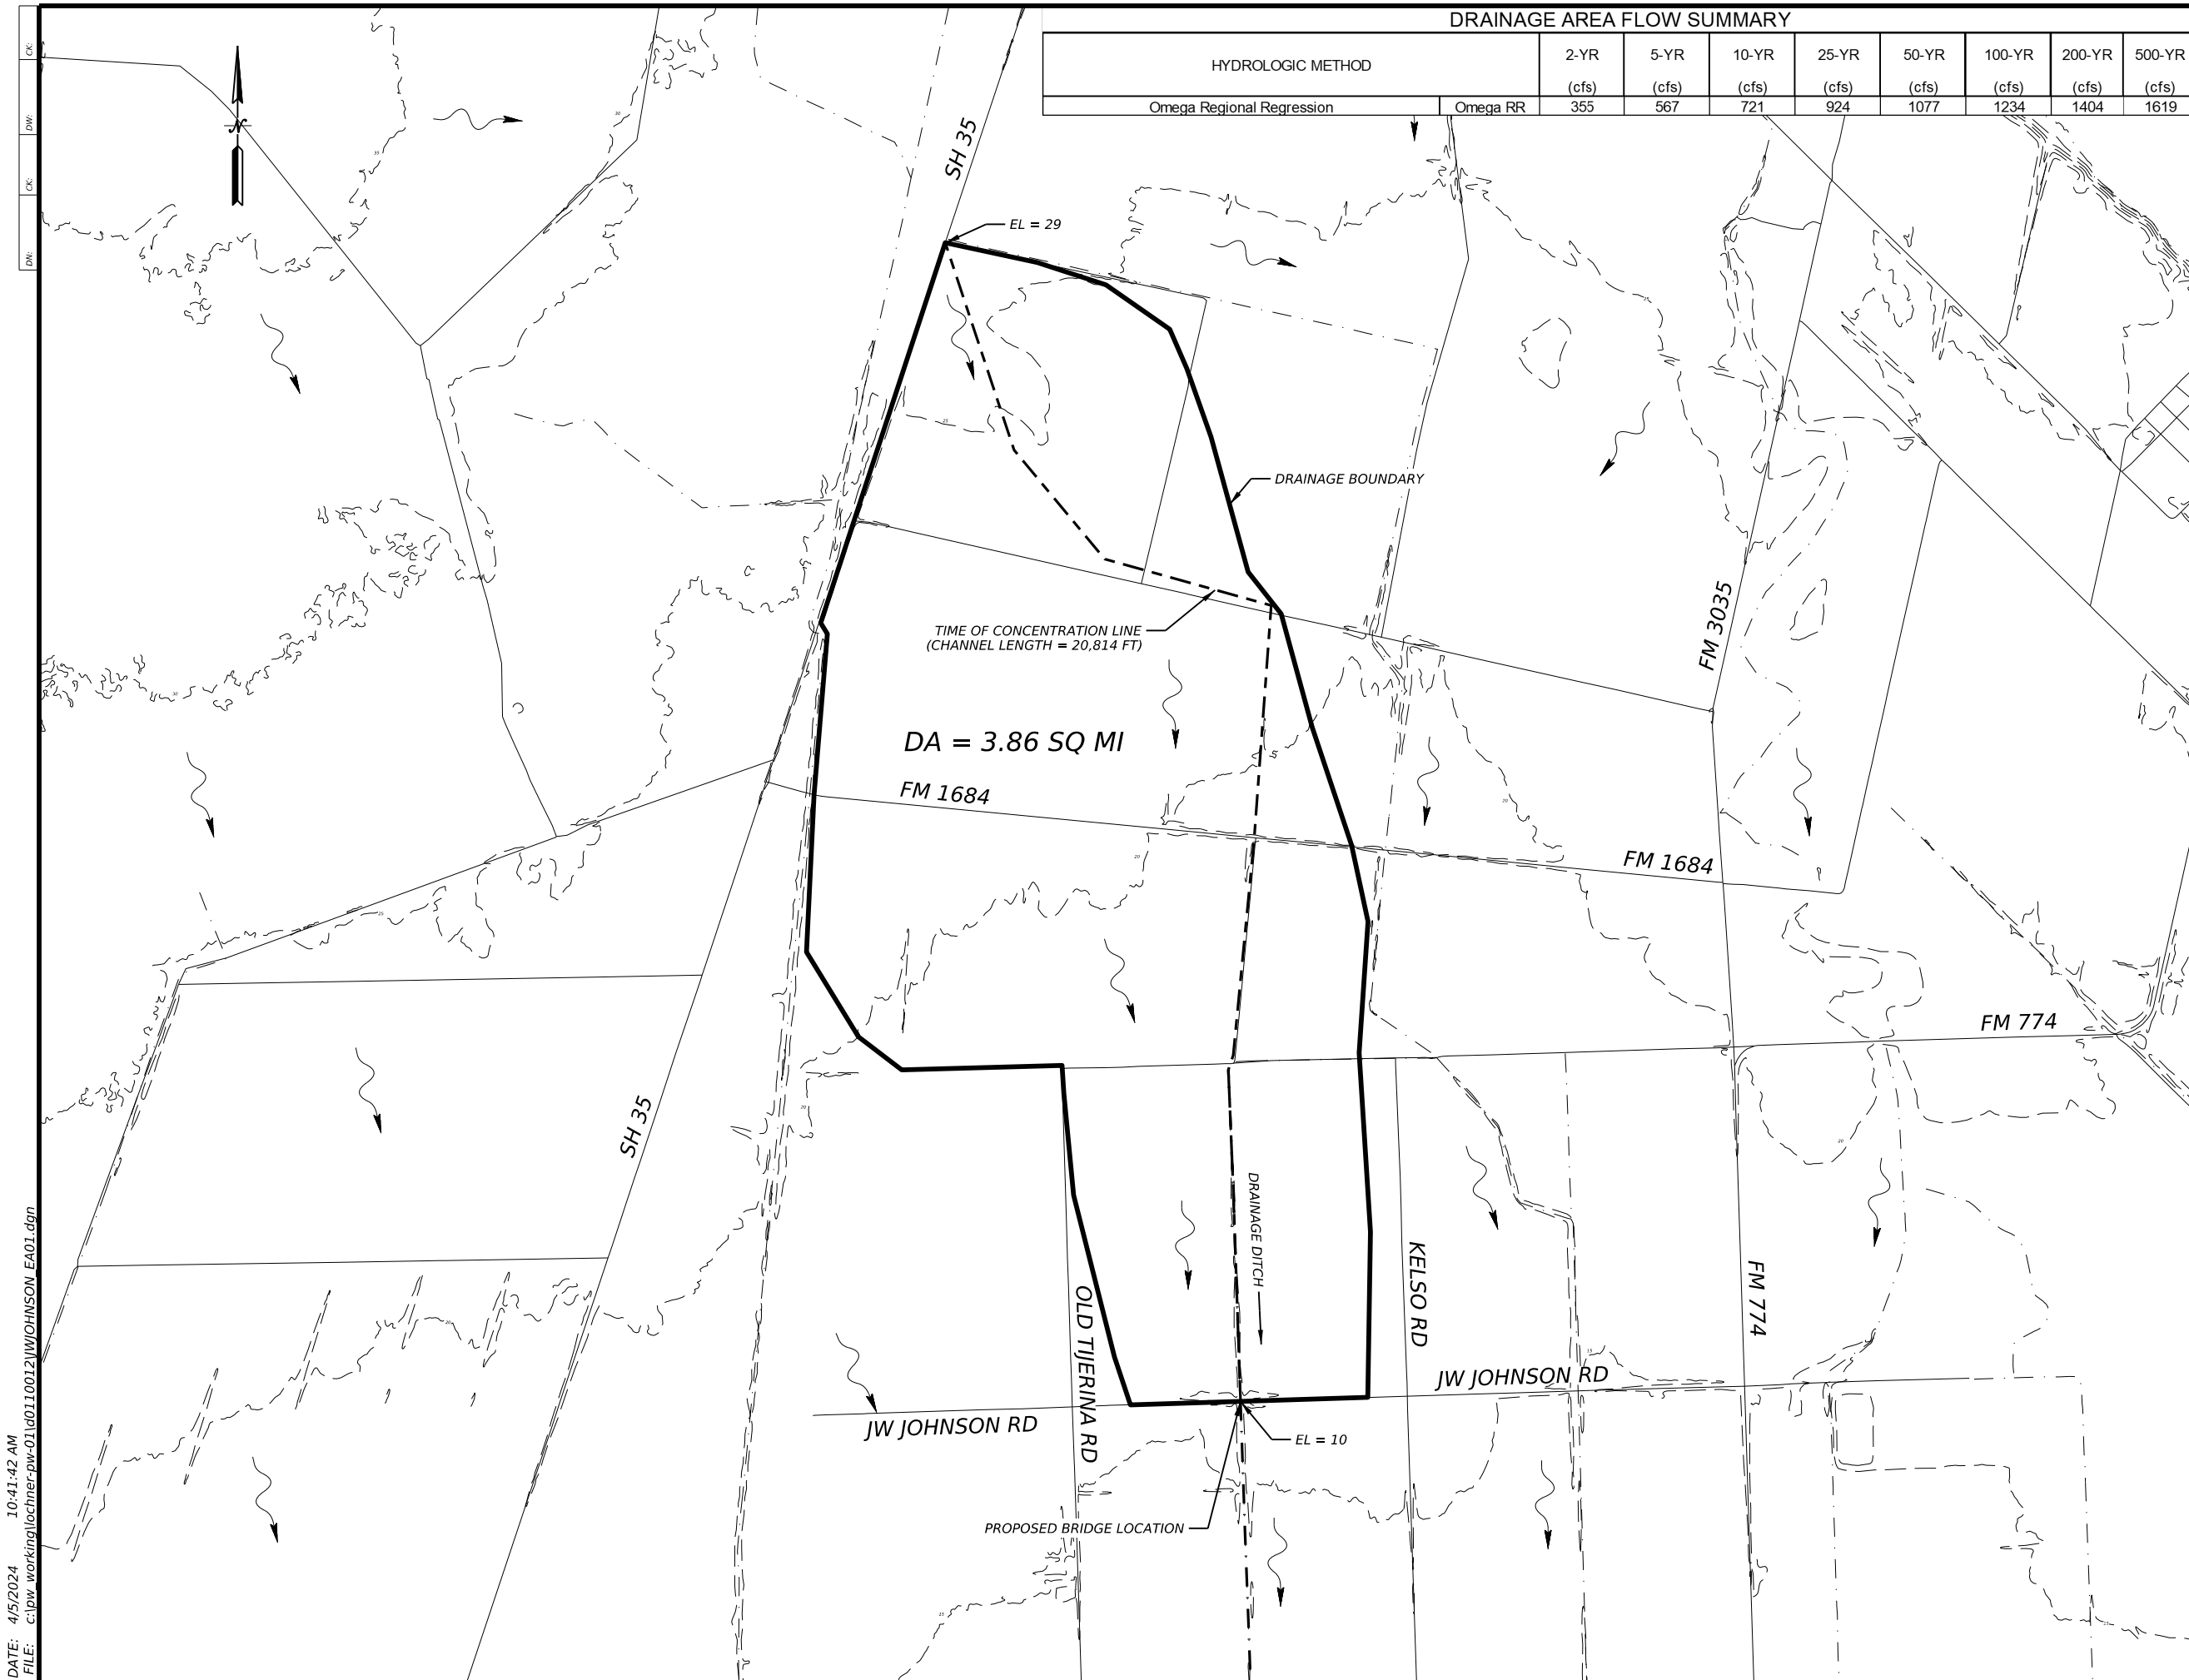 DRAINAGE AREA FLOW SUMMARY
HYDROLOGIC METHOD 2-YR 5-YR 10-YR 25-YR 50-YR 100-YR 200-YR 500-YR
(cfs) (cfs) (cfs) (cfs) (cfs) (cfs) (cfs) (cfs)
Omega Regional Regression Omega RR 355 567 721 924 1077 1234 1404 1619
CK:
DW:
CK:
DN:
N
SH 35
EL = 29
DRAINAGE BOUNDARY
TIME OF CONCENTRATION LINE
(CHANNEL LENGTH = 20,814 FT)
FM 3035
DA = 3.86 SQ MI
FM 1684
FM 1684
FM 774
SH 35
DRAINAGE DITCH
OLD TIJERINA RD
KELSO RD
FM 774
JW JOHNSON RD
JW JOHNSON RD
EL = 10
PROPOSED BRIDGE LOCATION
DATE: 4/5/2024 10:41:42 AM
FILE: c:\pw_working\lochner-pw-01\d0110012\JWJOHNSON_EA01.dgn